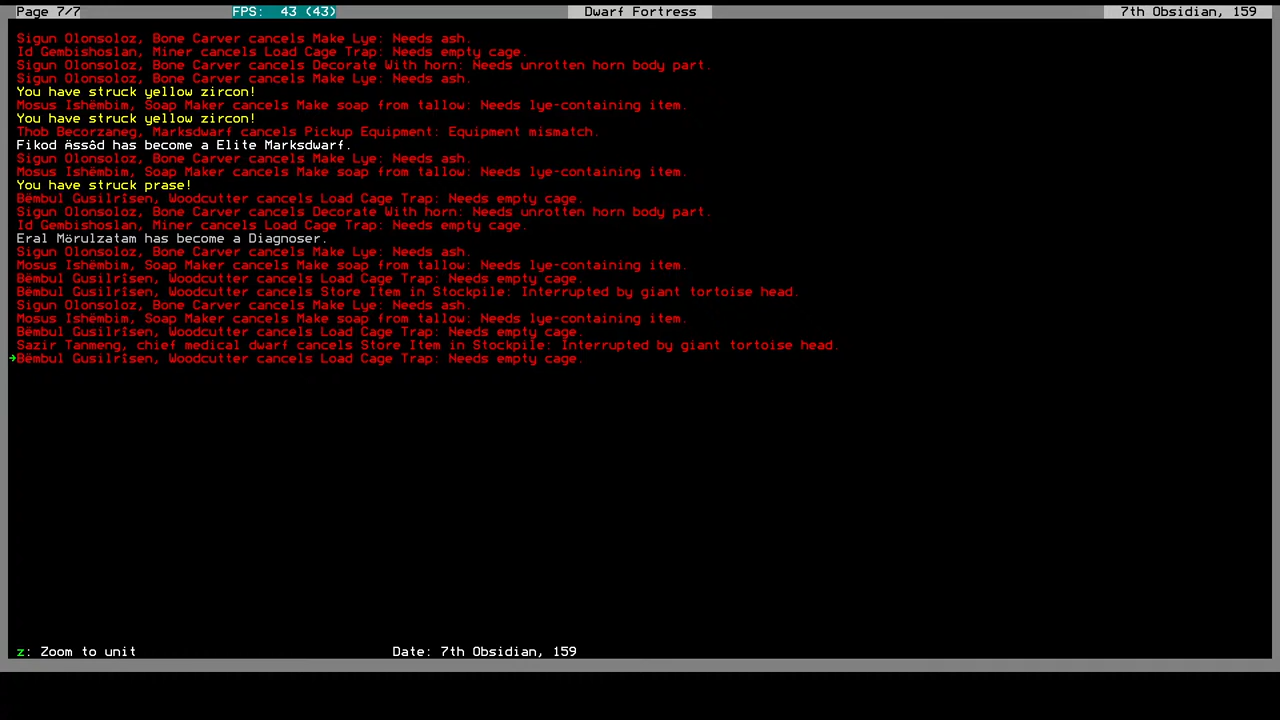 Page 7/7 FPS: 43 (43) Dwarf Fortress 7th Obsidian, 159
Sigun Olonsoloz, Bone Carver cancels Make Lye: Needs ash.
Id Gembishoslan, Miner cancels Load Cage Trap: Needs empty cage.
Sigun Olonsoloz, Bone Carver cancels Decorate With horn: Needs unrotten horn body part.
Sigun Olonsoloz, Bone Carver cancels Make Lye: Needs ash.
You have struck yellow zircon!
Mosus Ishëmbim, Soap Maker cancels Make soap from tallow: Needs lye-containing item.
You have struck yellow zircon!
Thob Becorzaneg, Marksdwarf cancels Pickup Equipment: Equipment mismatch.
Fikod Ässôd has become a Elite Marksdwarf.
Sigun Olonsoloz, Bone Carver cancels Make Lye: Needs ash.
Mosus Ishëmbim, Soap Maker cancels Make soap from tallow: Needs lye-containing item.
You have struck prase!
Bëmbul Gusilrîsen, Woodcutter cancels Load Cage Trap: Needs empty cage.
Sigun Olonsoloz, Bone Carver cancels Decorate With horn: Needs unrotten horn body part.
Id Gembishoslan, Miner cancels Load Cage Trap: Needs empty cage.
Eral Mörulzatam has become a Diagnoser.
Sigun Olonsoloz, Bone Carver cancels Make Lye: Needs ash.
Mosus Ishëmbim, Soap Maker cancels Make soap from tallow: Needs lye-containing item.
Bëmbul Gusilrîsen, Woodcutter cancels Load Cage Trap: Needs empty cage.
Bëmbul Gusilrîsen, Woodcutter cancels Store Item in Stockpile: Interrupted by giant tortoise head.
Sigun Olonsoloz, Bone Carver cancels Make Lye: Needs ash.
Mosus Ishëmbim, Soap Maker cancels Make soap from tallow: Needs lye-containing item.
Bëmbul Gusilrîsen, Woodcutter cancels Load Cage Trap: Needs empty cage.
Sazir Tanmeng, chief medical dwarf cancels Store Item in Stockpile: Interrupted by giant tortoise head.
→Bëmbul Gusilrîsen, Woodcutter cancels Load Cage Trap: Needs empty cage.
z: Zoom to unit Date: 7th Obsidian, 159